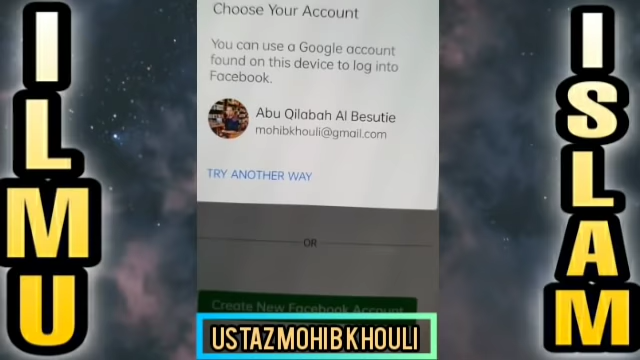 ILMU
Choose Your Account
You can use a Google account
found on this device to log into
Facebook.
Abu Qilabah Al Besutie
mohibkhouli@gmail.com
TRY ANOTHER WAY
OR
Create New Facebook Account
USTAZ MOHIB KHOULI
ISLAM